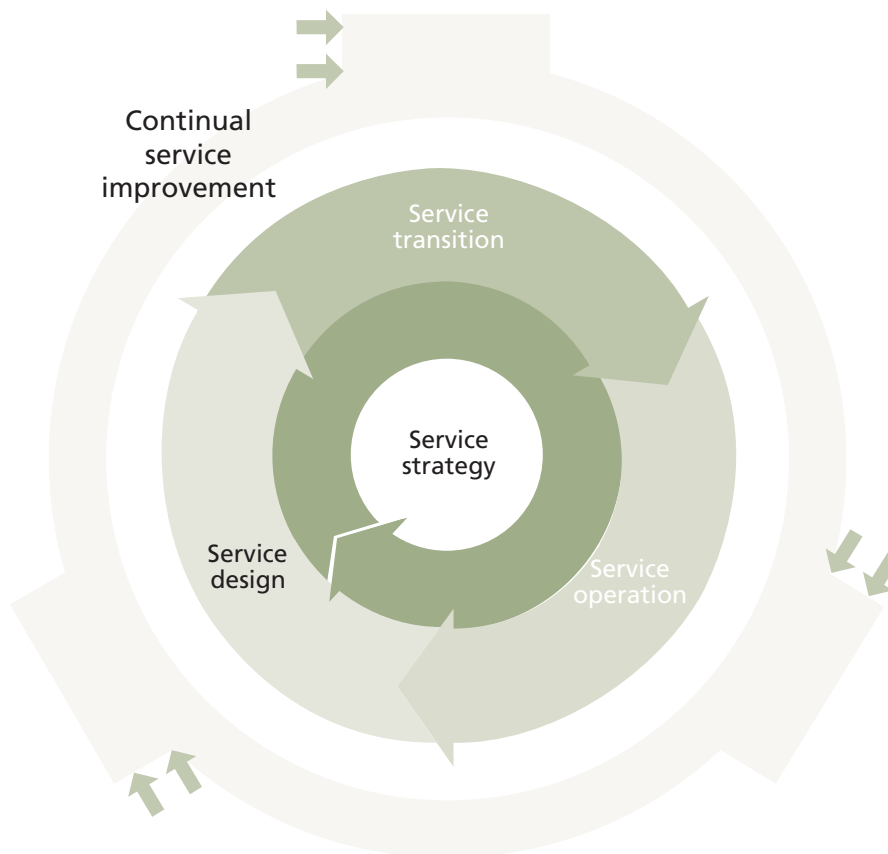 Continual
service
improvement
Service
transition
Service
strategy
Service
design
Service
operation